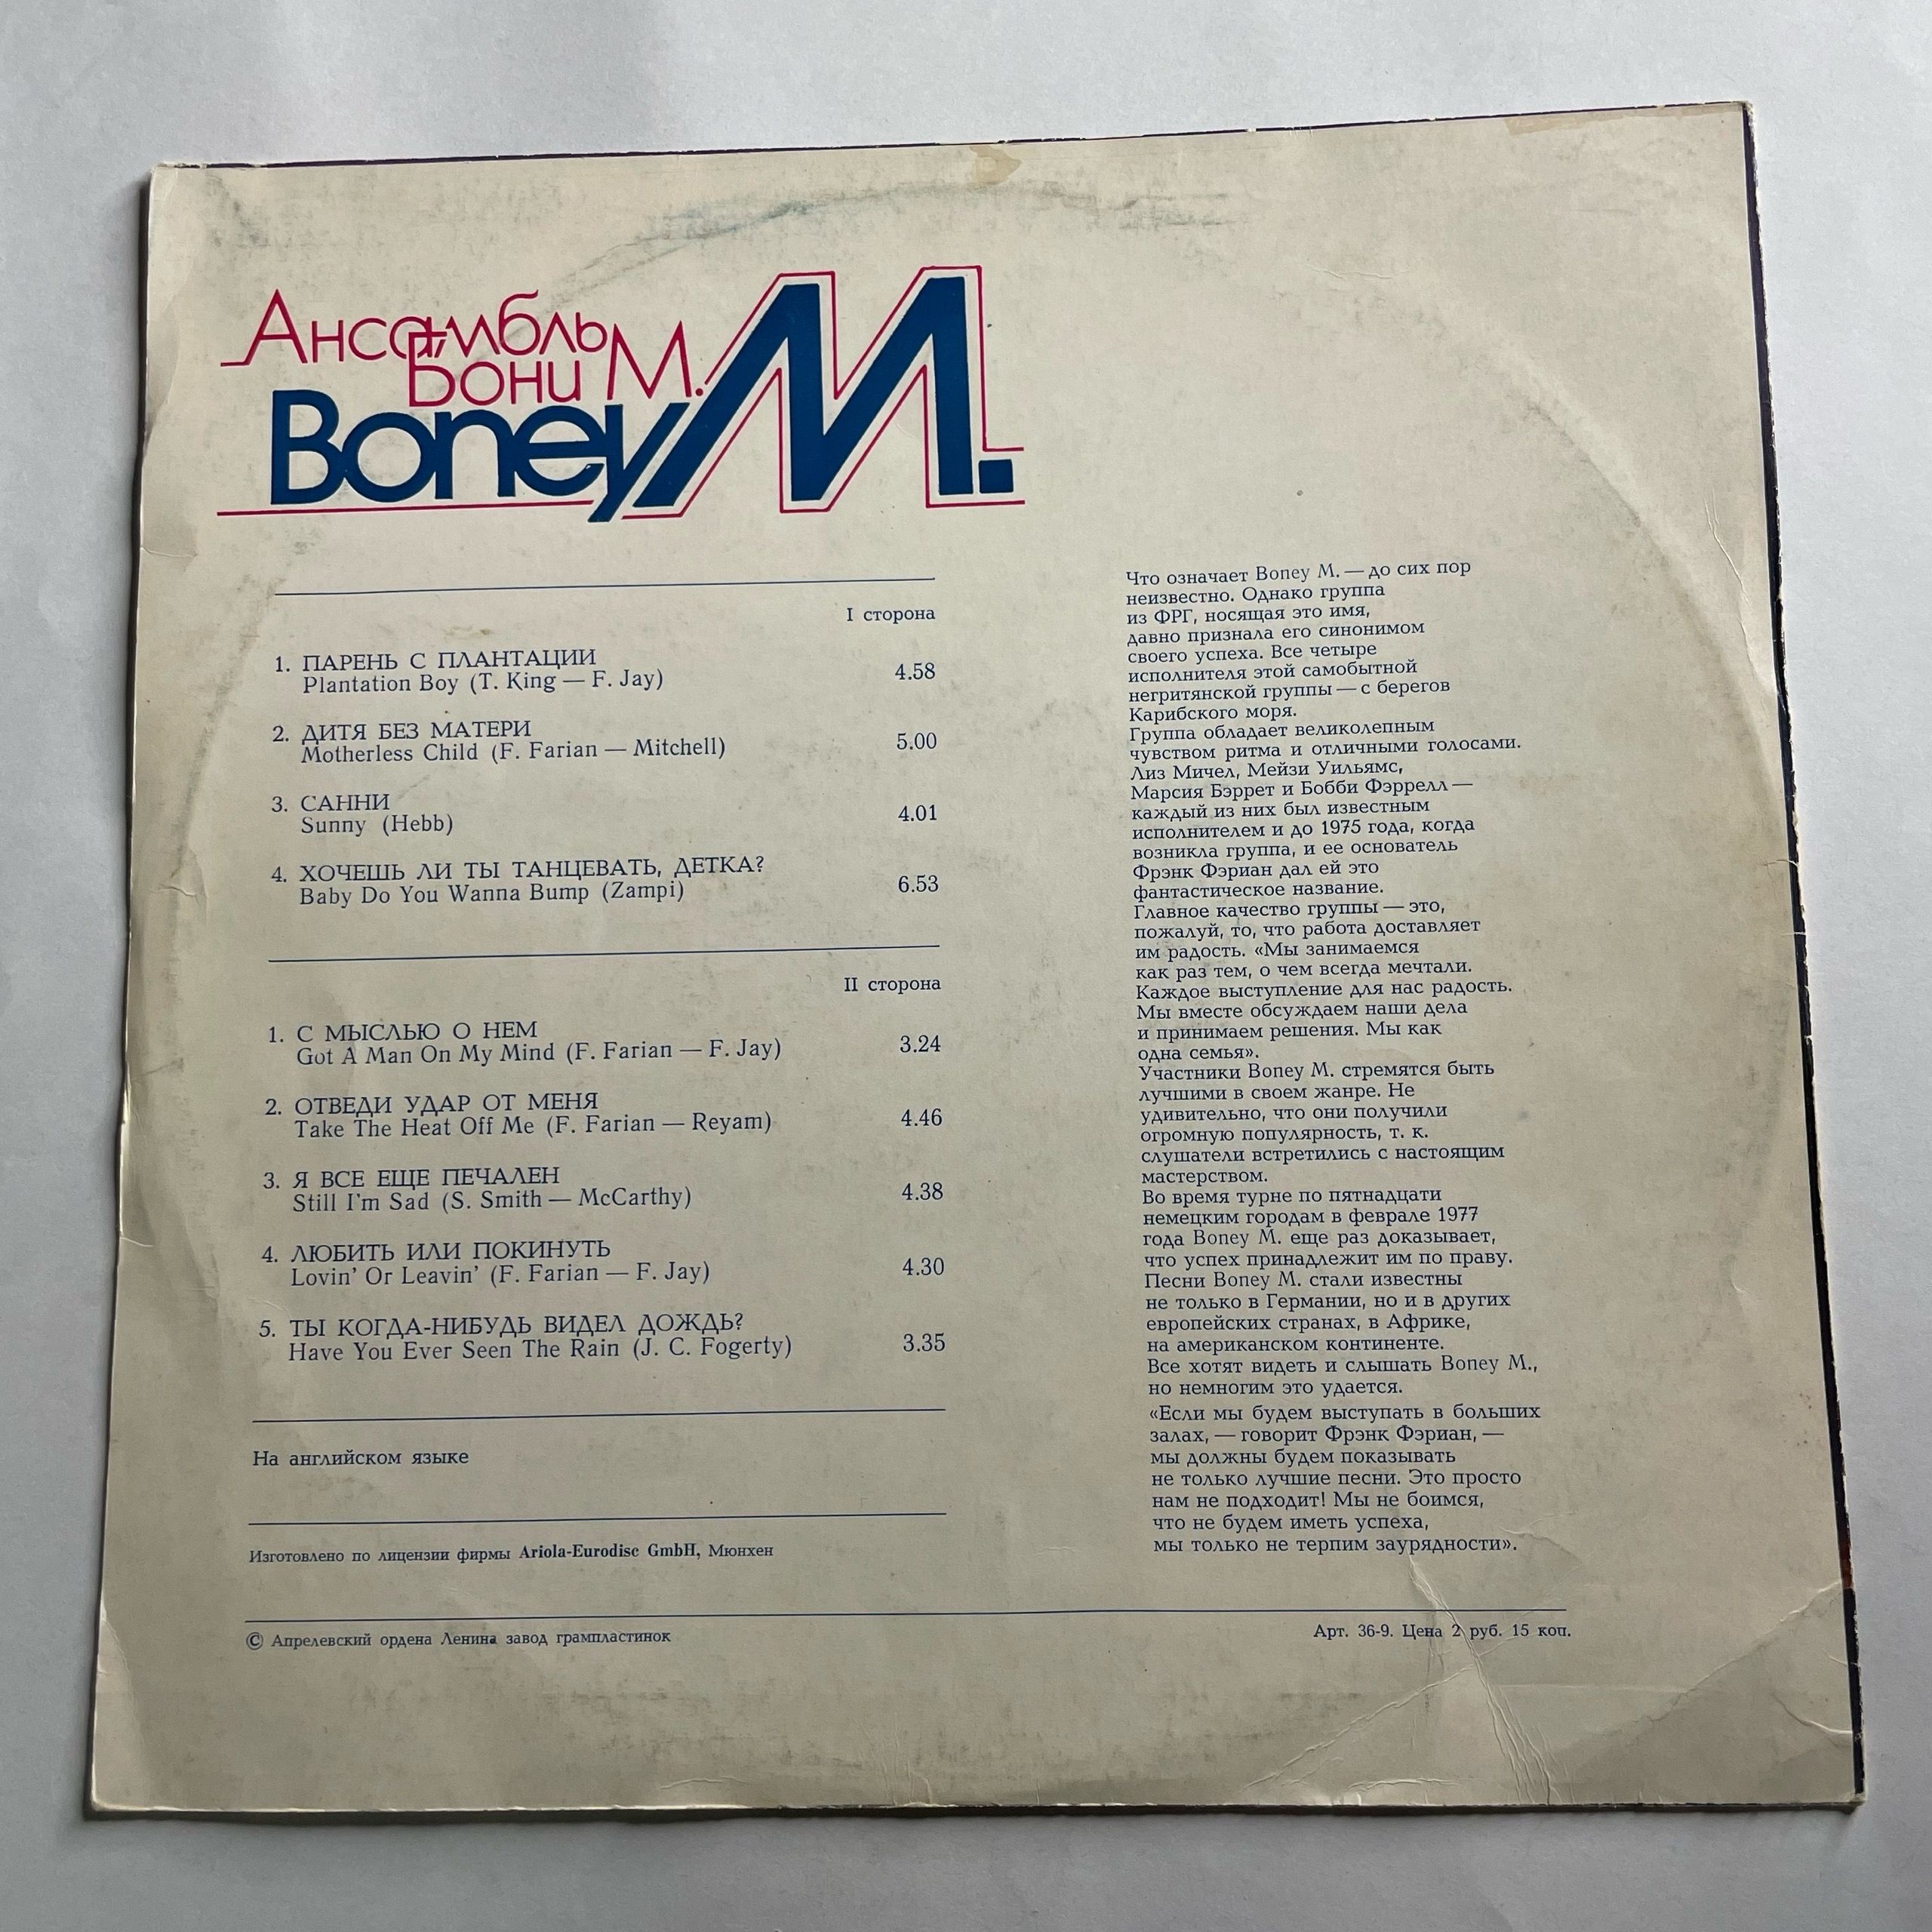 Ансамбль
Бони М.
Boney M.
I сторона
1. ПАРЕНЬ С ПЛАНТАЦИИ
Plantation Boy (T. King — F. Jay) 4.58
2. ДИТЯ БЕЗ МАТЕРИ
Motherless Child (F. Farian — Mitchell) 5.00
3. САННИ
Sunny (Hebb) 4.01
4. ХОЧЕШЬ ЛИ ТЫ ТАНЦЕВАТЬ, ДЕТКА?
Baby Do You Wanna Bump (Zampi) 6.53
II сторона
1. С МЫСЛЬЮ О НЕМ
Got A Man On My Mind (F. Farian — F. Jay) 3.24
2. ОТВЕДИ УДАР ОТ МЕНЯ
Take The Heat Off Me (F. Farian — Reyam) 4.46
3. Я ВСЕ ЕЩЕ ПЕЧАЛЕН
Still I'm Sad (S. Smith — McCarthy) 4.38
4. ЛЮБИТЬ ИЛИ ПОКИНУТЬ
Lovin' Or Leavin' (F. Farian — F. Jay) 4.30
5. ТЫ КОГДА-НИБУДЬ ВИДЕЛ ДОЖДЬ?
Have You Ever Seen The Rain (J. C. Fogerty) 3.35
На английском языке
Изготовлено по лицензии фирмы Ariola-Eurodisc GmbH, Мюнхен
Что означает Boney M. — до сих пор
неизвестно. Однако группа
из ФРГ, носящая это имя,
давно признала его синонимом
своего успеха. Все четыре
исполнителя этой самобытной
негритянской группы — с берегов
Карибского моря.
Группа обладает великолепным
чувством ритма и отличными голосами.
Лиз Мичел, Мейзи Уильямс,
Марсия Бэррет и Бобби Фэррелл —
каждый из них был известным
исполнителем и до 1975 года, когда
возникла группа, и ее основатель
Фрэнк Фэриан дал ей это
фантастическое название.
Главное качество группы — это,
пожалуй, то, что работа доставляет
им радость. «Мы занимаемся
как раз тем, о чем всегда мечтали.
Каждое выступление для нас радость.
Мы вместе обсуждаем наши дела
и принимаем решения. Мы как
одна семья».
Участники Boney M. стремятся быть
лучшими в своем жанре. Не
удивительно, что они получили
огромную популярность, т. к.
слушатели встретились с настоящим
мастерством.
Во время турне по пятнадцати
немецким городам в феврале 1977
года Boney M. еще раз доказывает,
что успех принадлежит им по праву.
Песни Boney M. стали известны
не только в Германии, но и в других
европейских странах, в Африке,
на американском континенте.
Все хотят видеть и слышать Boney M.,
но немногим это удается.
«Если мы будем выступать в больших
залах, — говорит Фрэнк Фэриан, —
мы должны будем показывать
не только лучшие песни. Это просто
нам не подходит! Мы не боимся,
что не будем иметь успеха,
мы только не терпим заурядности».
© Апрелевский ордена Ленина завод грампластинок
Арт. 36-9. Цена 2 руб. 15 коп.